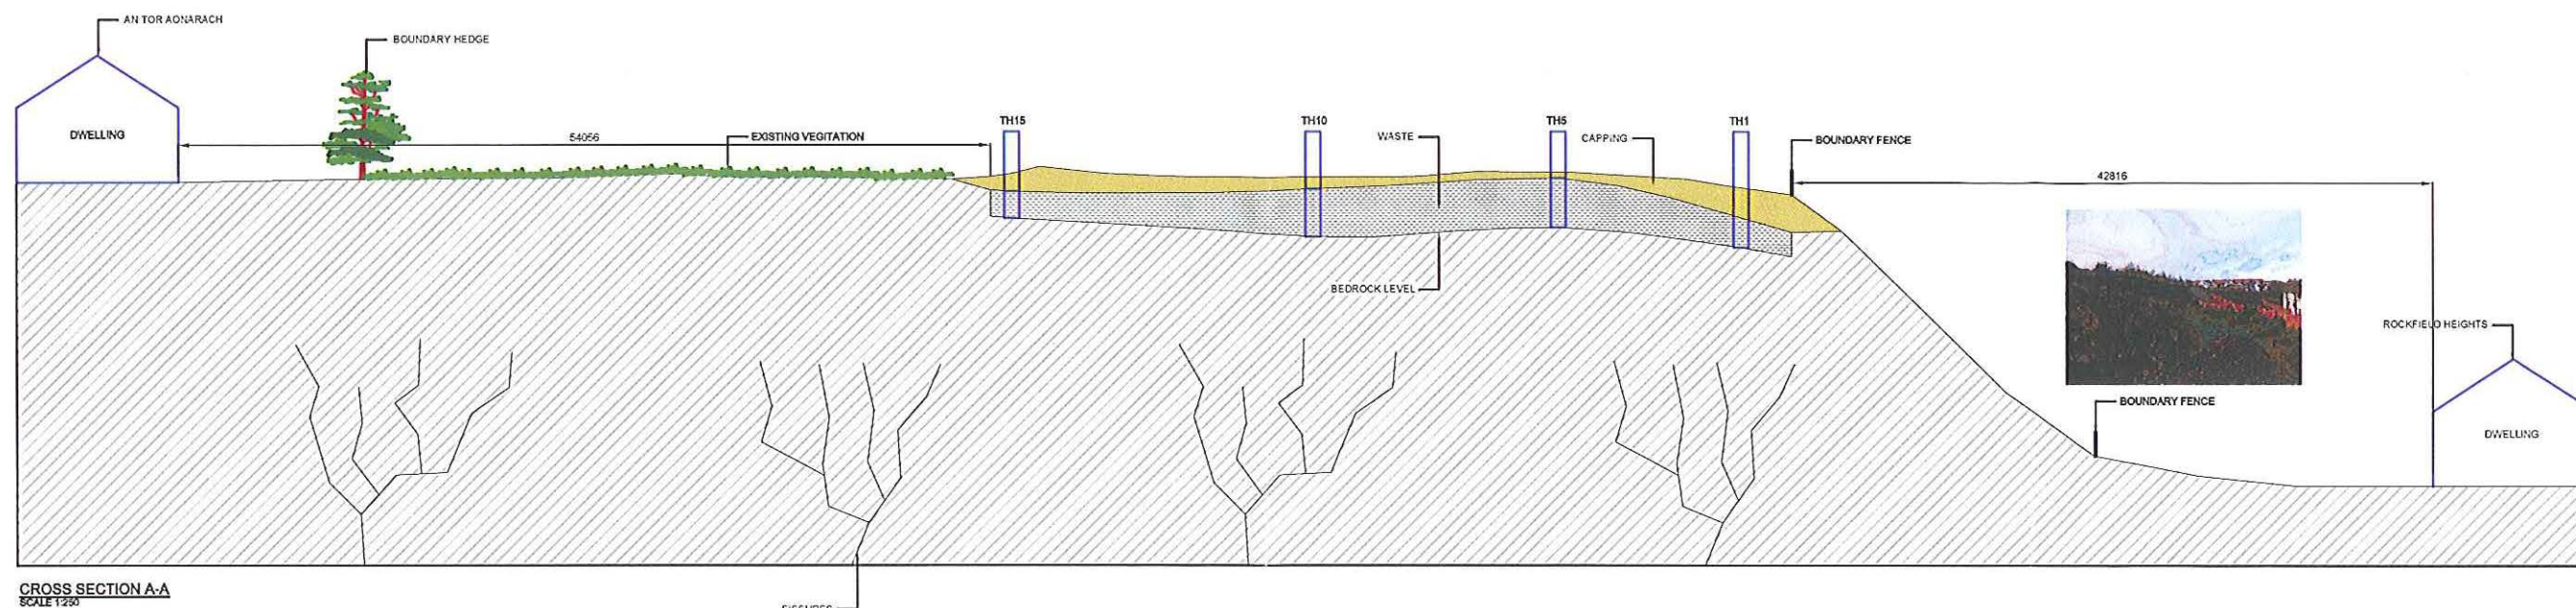 AN TOR AONARACH
BOUNDARY HEDGE
DWELLING
54056
EXISTING VEGITATION
TH15
TH10
WASTE
TH5
CAPPING
TH1
BOUNDARY FENCE
42816
BEDROCK LEVEL
ROCKFIELD HEIGHTS
BOUNDARY FENCE
DWELLING
CROSS SECTION A-A
SCALE 1:250
FISSURES